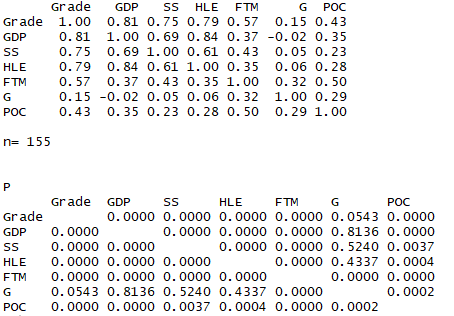 Grade GDP SS HLE FTM G POC
Grade 1.00 0.81 0.75 0.79 0.57 0.15 0.43
GDP 0.81 1.00 0.69 0.84 0.37 -0.02 0.35
SS 0.75 0.69 1.00 0.61 0.43 0.05 0.23
HLE 0.79 0.84 0.61 1.00 0.35 0.06 0.28
FTM 0.57 0.37 0.43 0.35 1.00 0.32 0.50
G 0.15 -0.02 0.05 0.06 0.32 1.00 0.29
POC 0.43 0.35 0.23 0.28 0.50 0.29 1.00
n= 155
P
Grade GDP SS HLE FTM G POC
Grade 0.0000 0.0000 0.0000 0.0000 0.0543 0.0000
GDP 0.0000 0.0000 0.0000 0.0000 0.8136 0.0000
SS 0.0000 0.0000 0.0000 0.0000 0.5240 0.0037
HLE 0.0000 0.0000 0.0000 0.0000 0.4337 0.0004
FTM 0.0000 0.0000 0.0000 0.0000 0.0000 0.0000
G 0.0543 0.8136 0.5240 0.4337 0.0000 0.0002
POC 0.0000 0.0000 0.0037 0.0004 0.0000 0.0002